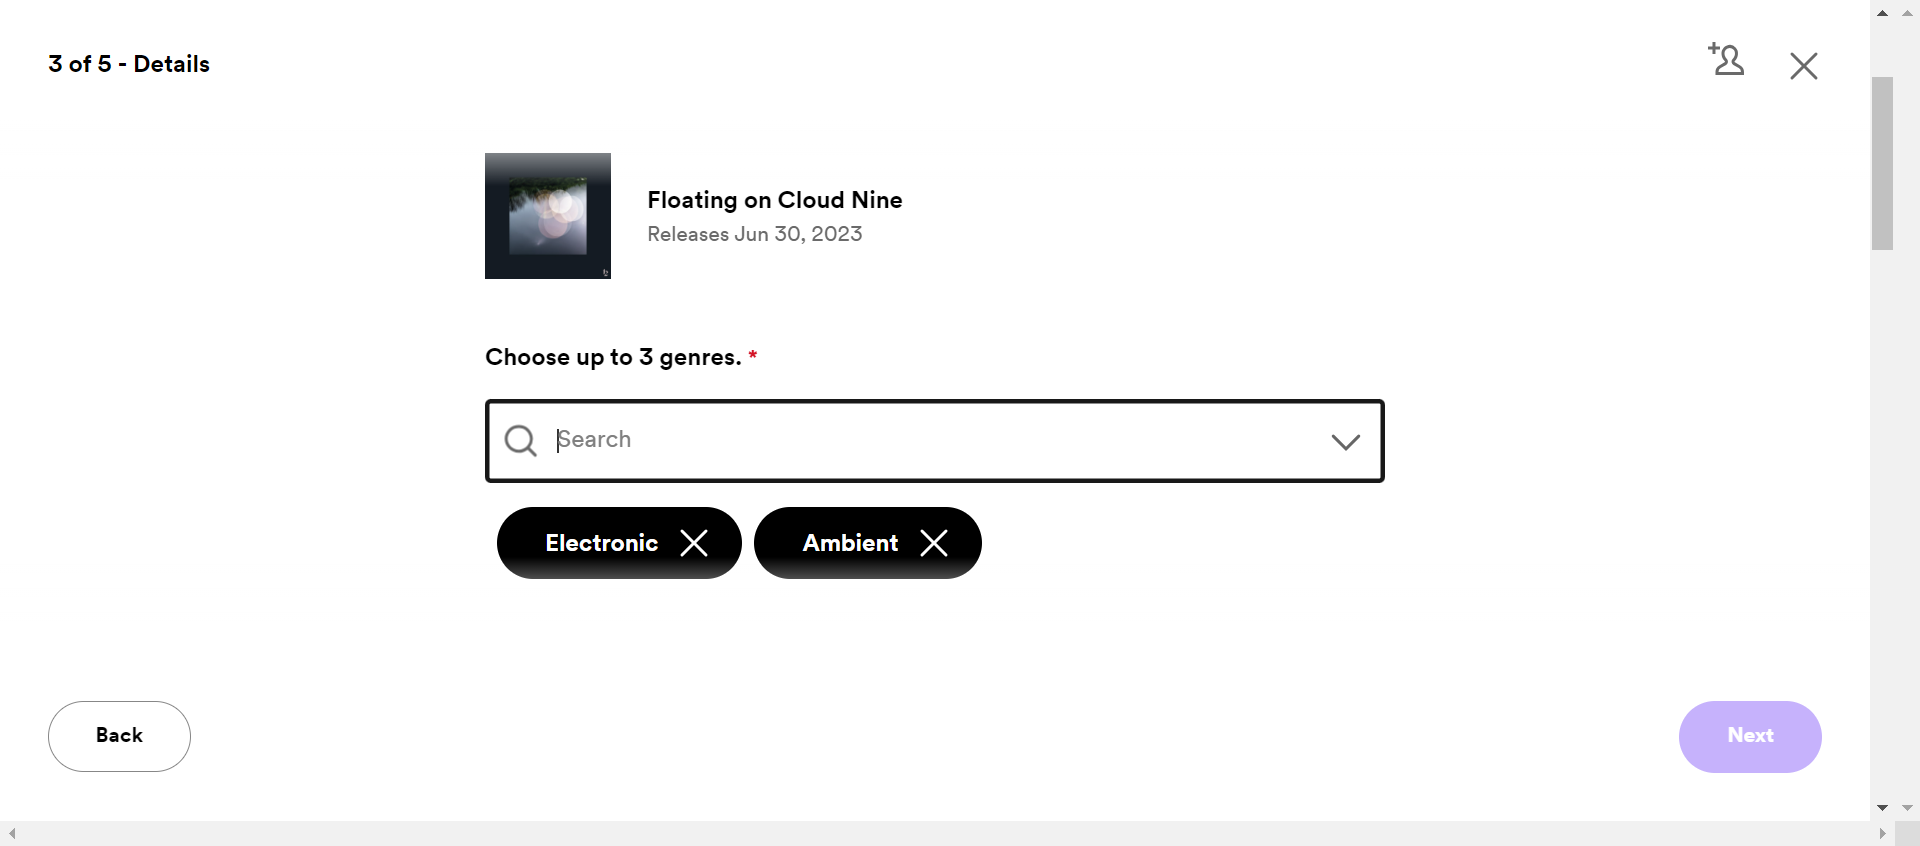 3 of 5 - Details
Floating on Cloud Nine
Releases Jun 30, 2023
Choose up to 3 genres. *
Search
Electronic
Ambient
Back
Next